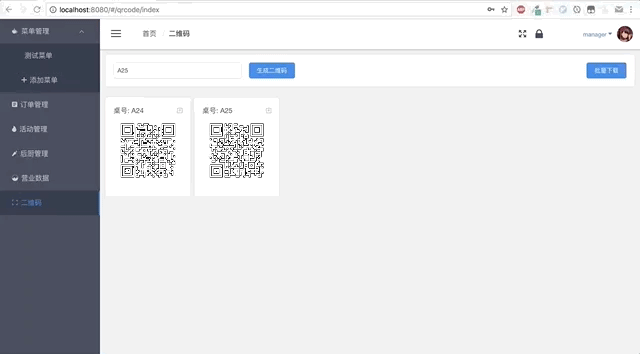 localhost:8080/#/qrcode/index
菜单管理
首页 / 二维码
manager
测试菜单
A25
生成二维码
批量下载
+ 添加菜单
订单管理
桌号: A24
桌号: A25
活动管理
后厨管理
营业数据
二维码